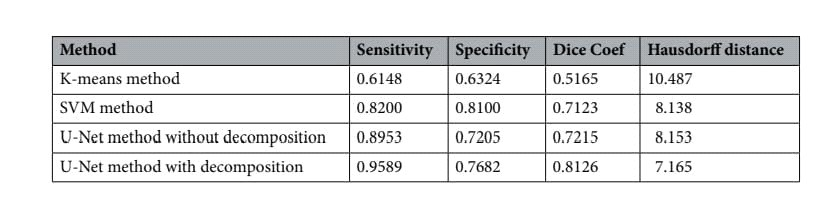 Method Sensitivity Specificity Dice Coef Hausdorff distance
K-means method 0.6148 0.6324 0.5165 10.487
SVM method 0.8200 0.8100 0.7123 8.138
U-Net method without decomposition 0.8953 0.7205 0.7215 8.153
U-Net method with decomposition 0.9589 0.7682 0.8126 7.165